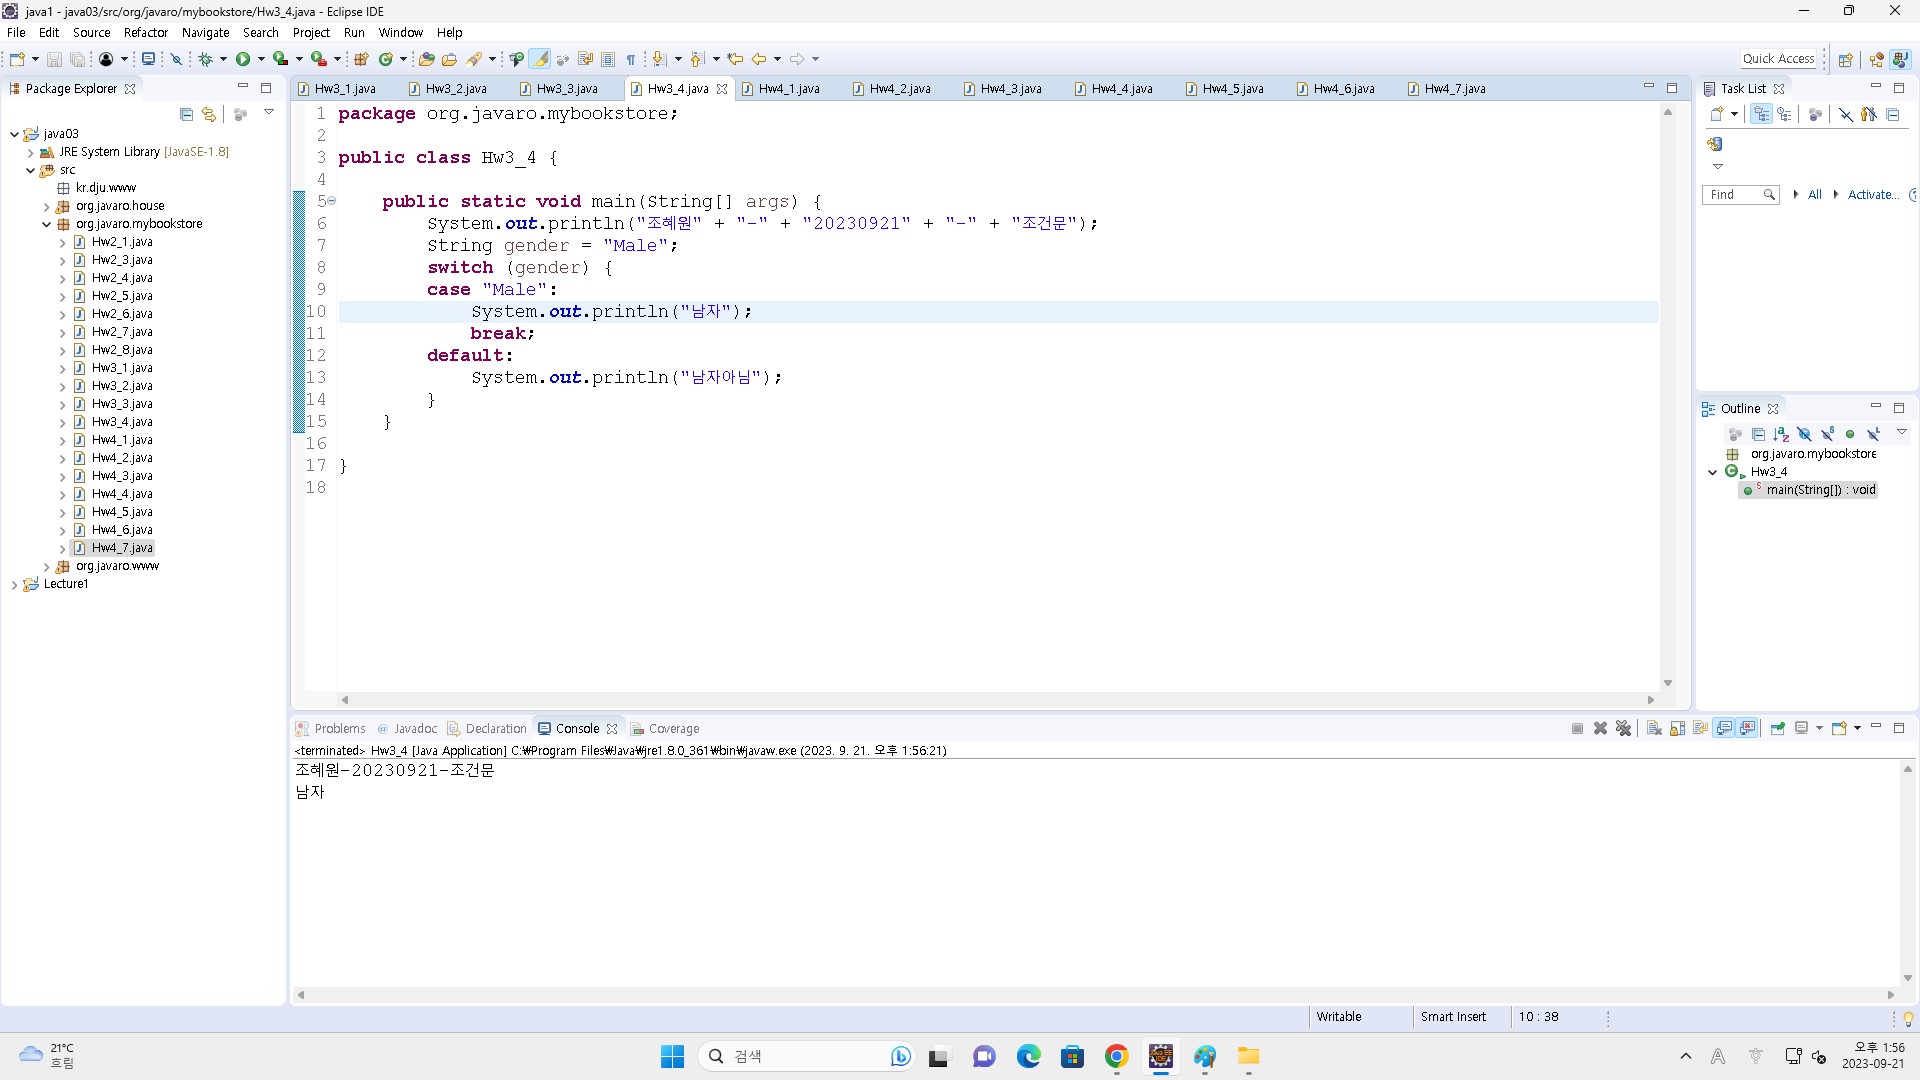 java1 - java03/src/org/javaro/mybookstore/Hw3_4.java - Eclipse IDE
File Edit Source Refactor Navigate Search Project Run Window Help
Quick Access
Package Explorer
java03
JRE System Library [JavaSE-1.8]
src
kr.dju.www
org.javaro.house
org.javaro.mybookstore
Hw2_1.java
Hw2_3.java
Hw2_4.java
Hw2_5.java
Hw2_6.java
Hw2_7.java
Hw2_8.java
Hw3_1.java
Hw3_2.java
Hw3_3.java
Hw3_4.java
Hw4_1.java
Hw4_2.java
Hw4_3.java
Hw4_4.java
Hw4_5.java
Hw4_6.java
Hw4_7.java
org.javaro.www
Lecture1
Hw3_1.java Hw3_2.java Hw3_3.java Hw3_4.java Hw4_1.java Hw4_2.java Hw4_3.java Hw4_4.java Hw4_5.java Hw4_6.java Hw4_7.java
1 package org.javaro.mybookstore;
2
3 public class Hw3_4 {
4
5 public static void main(String[] args) {
6 System.out.println("조혜원" + "-" + "20230921" + "-" + "조건문");
7 String gender = "Male";
8 switch (gender) {
9 case "Male":
10 System.out.println("남자");
11 break;
12 default:
13 System.out.println("남자아님");
14 }
15 }
16
17 }
18
Task List
Find All Activate...
Outline
org.javaro.mybookstore
Hw3_4
main(String[]) : void
Problems Javadoc Declaration Console Coverage
<terminated> Hw3_4 [Java Application] C:₩Program Files₩Java₩jre1.8.0_361₩bin₩javaw.exe (2023. 9. 21. 오후 1:56:21)
조혜원-20230921-조건문
남자
Writable Smart Insert 10 : 38
21°C
흐림
검색
A
오후 1:56
2023-09-21